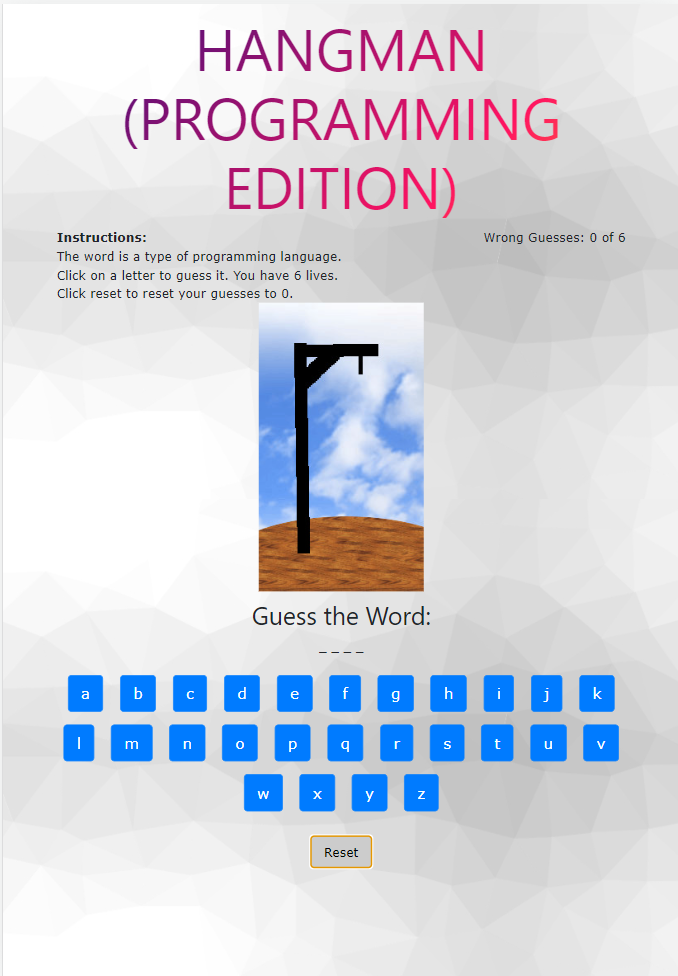 HANGMAN
(PROGRAMMING
EDITION)
Instructions:
Wrong Guesses: 0 of 6
The word is a type of programming language.
Click on a letter to guess it. You have 6 lives.
Click reset to reset your guesses to 0.
Guess the Word:
_ _ _ _
a b c d e f g h i j k
l m n o p q r s t u v
w x y z
Reset